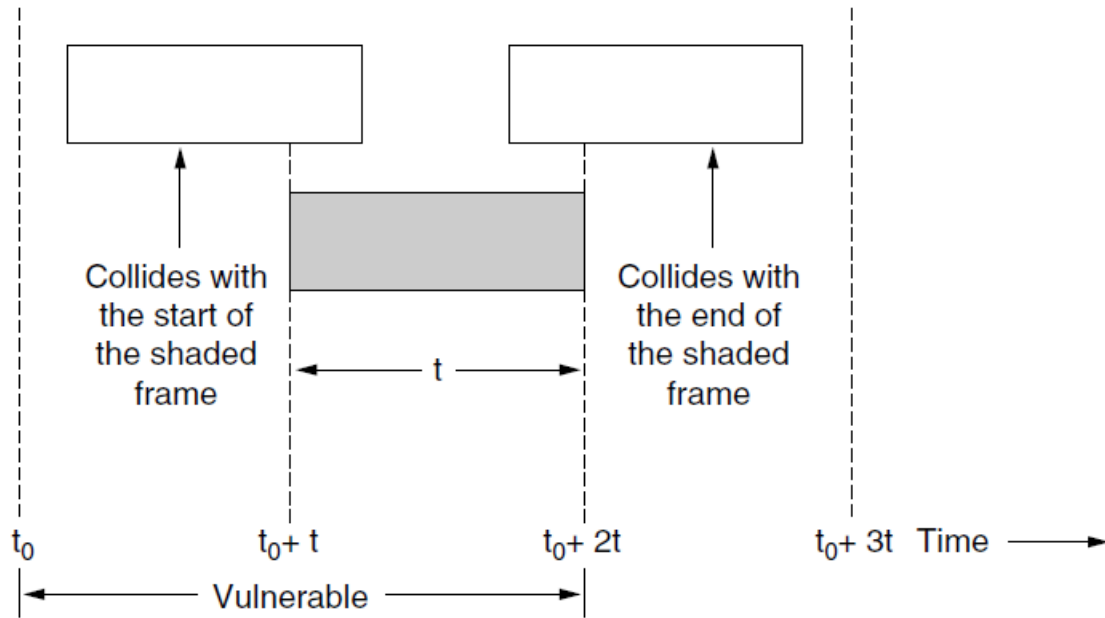 Collides with
the start of
the shaded
frame
Collides with
the end of
the shaded
frame
t
t₀ t₀+ t t₀+ 2t t₀+ 3t Time
Vulnerable